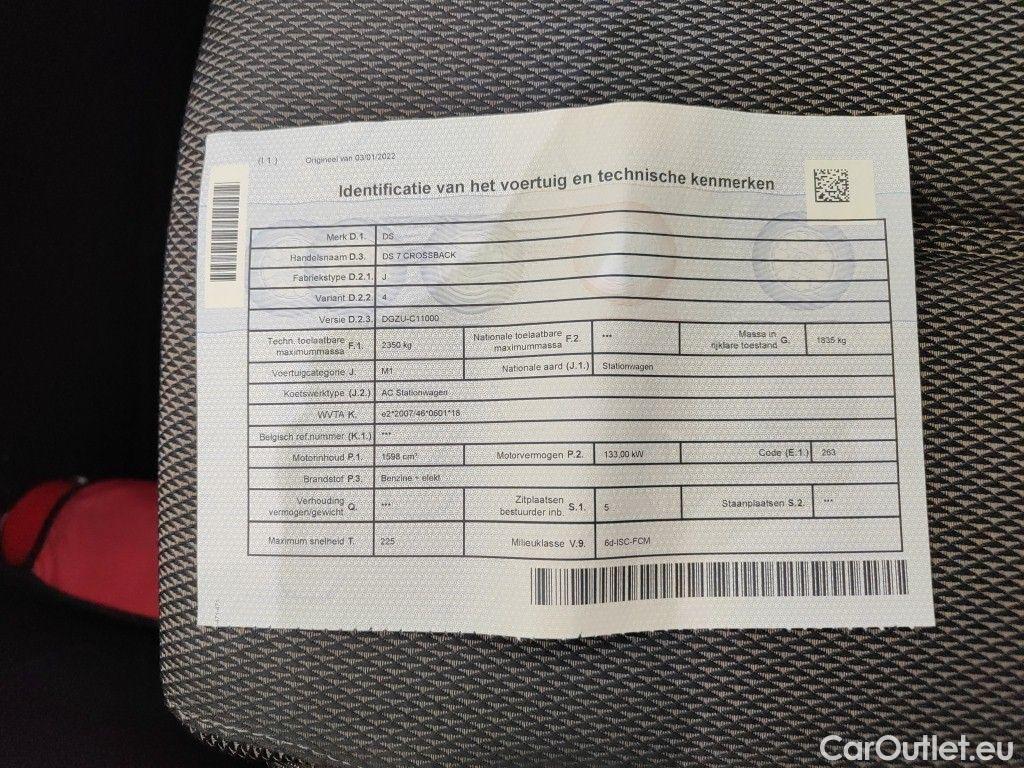 (I.1.) Origineel van 03/01/2022
Identificatie van het voertuig en technische kenmerken
Merk D.1. DS
Handelsnaam D.3. DS 7 CROSSBACK
Fabriekstype D.2.1. J
Variant D.2.2. 4
Versie D.2.3. DGZU-C11000
Techn. toelaatbare maximummassa F.1. 2350 kg Nationale toelaatbare maximummassa F.2. *** Massa in rijklare toestand G. 1835 kg
Voertuigcategorie J. M1 Nationale aard (J.1.) Stationwagen
Koetswerktype (J.2.) AC Stationwagen
WVTA K. e2*2007/46*0601*18
Belgisch ref.nummer (K.1.) ***
Motorinhoud P.1. 1598 cm³ Motorvermogen P.2. 133,00 kW Code (E.1.) 263
Brandstof P.3. Benzine + elekt
Verhouding vermogen/gewicht Q. *** Zitplaatsen bestuurder inb. S.1. 5 Staanplaatsen S.2. ***
Maximum snelheid T. 225 Milieuklasse V.9. 6d-ISC-FCM
CarOutlet.eu